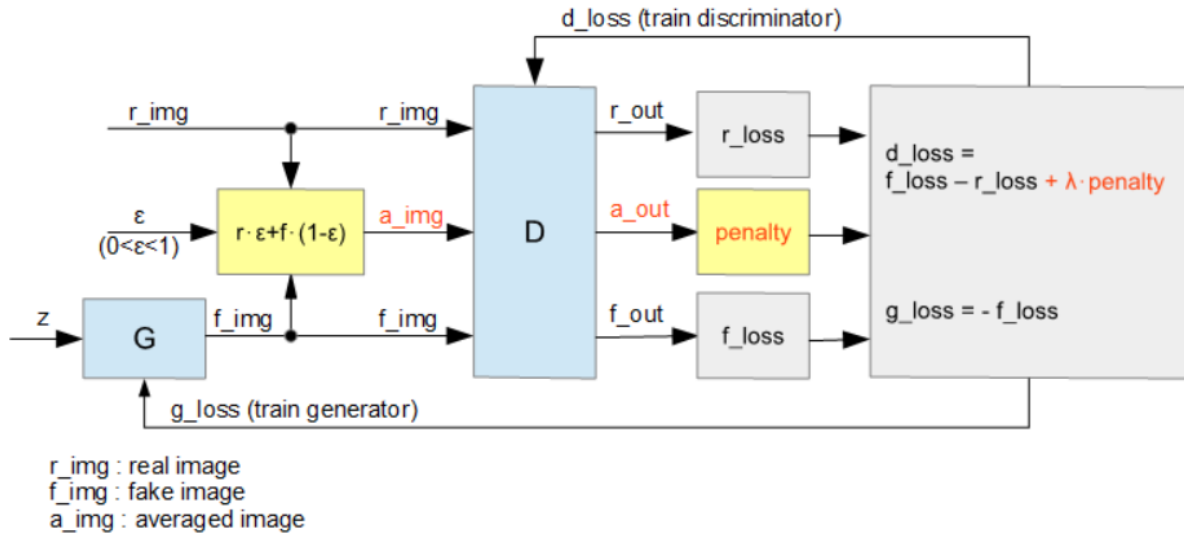 d_loss (train discriminator)
r_img
r_img
r_out
r_loss
d_loss =
f_loss – r_loss + λ· penalty
ε
(0<ε<1)
r· ε+f· (1-ε)
a_img
D
a_out
penalty
z
G
f_img
f_img
f_out
f_loss
g_loss = - f_loss
g_loss (train generator)
r_img : real image
f_img : fake image
a_img : averaged image